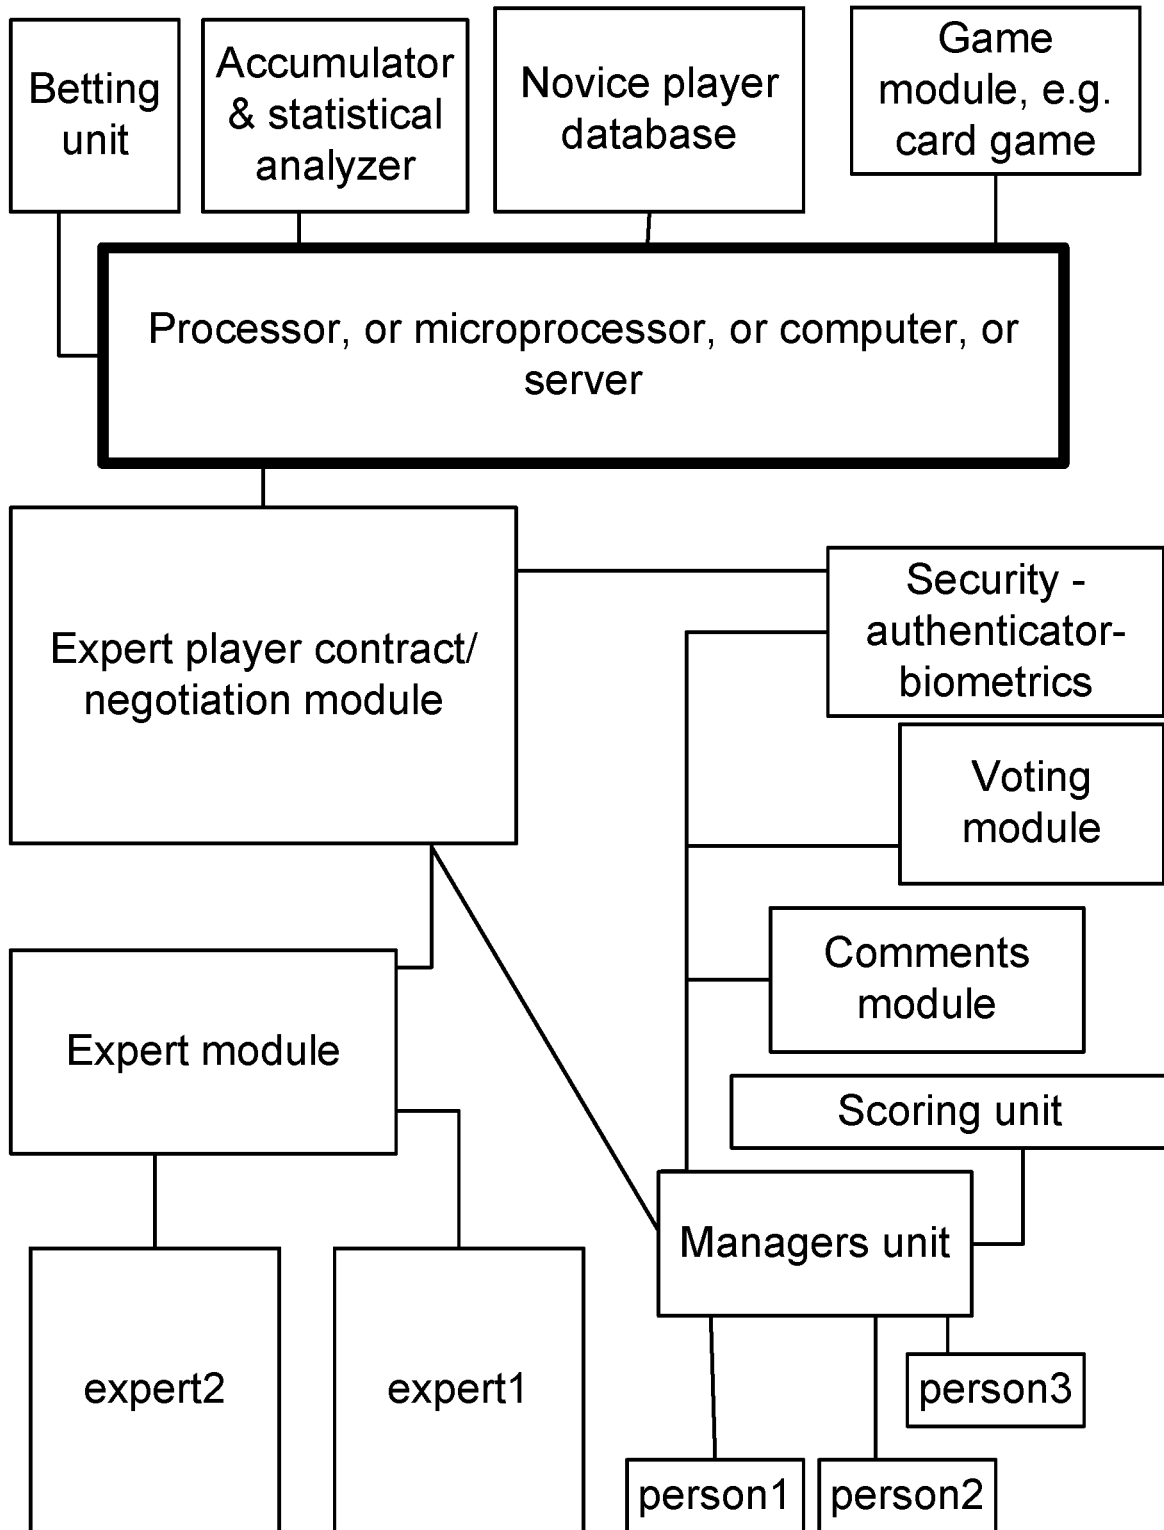 Betting
unit
Accumulator
& statistical
analyzer
Novice player
database
Game
module, e.g.
card game
Processor, or microprocessor, or computer, or
server
Expert player contract/
negotiation module
Security -
authenticator-
biometrics
Voting
module
Comments
module
Expert module
Scoring unit
Managers unit
expert2
expert1
person3
person1
person2